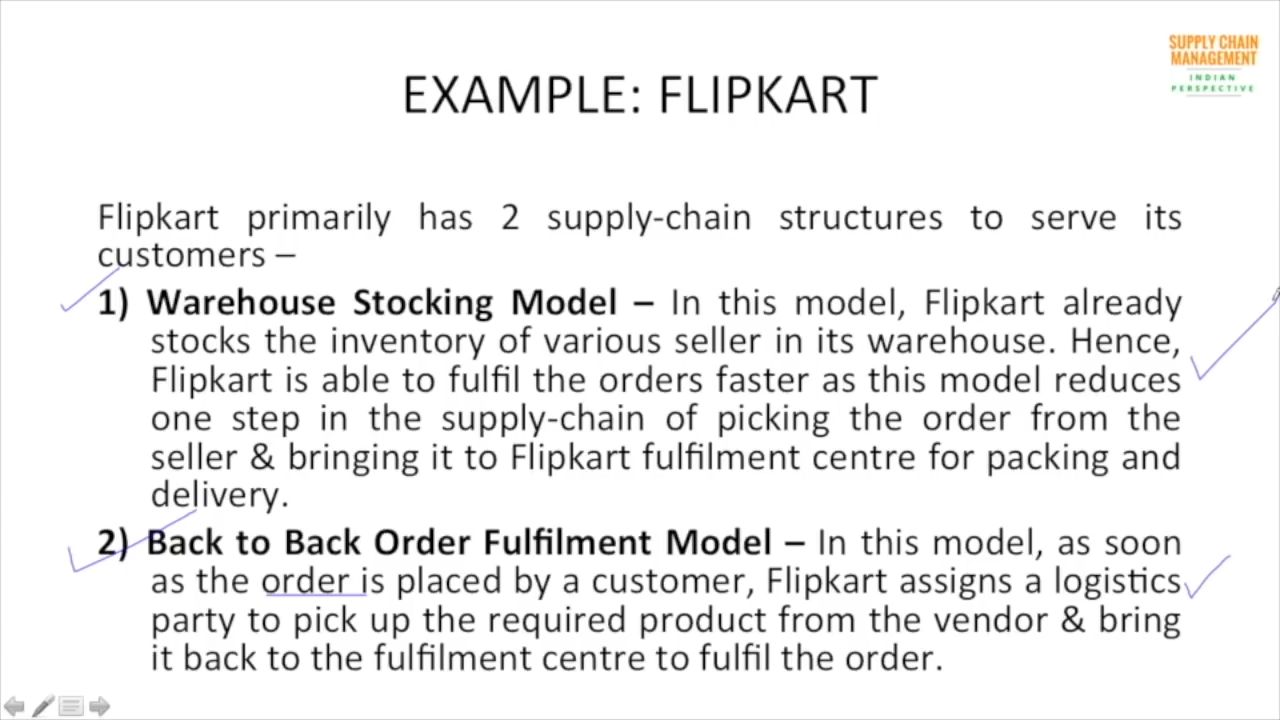 SUPPLY CHAIN
MANAGEMENT
INDIAN
PERSPECTIVE
EXAMPLE: FLIPKART
Flipkart primarily has 2 supply-chain structures to serve its
customers –
1) Warehouse Stocking Model – In this model, Flipkart already
stocks the inventory of various seller in its warehouse. Hence,
Flipkart is able to fulfil the orders faster as this model reduces
one step in the supply-chain of picking the order from the
seller & bringing it to Flipkart fulfilment centre for packing and
delivery.
2) Back to Back Order Fulfilment Model – In this model, as soon
as the order is placed by a customer, Flipkart assigns a logistics
party to pick up the required product from the vendor & bring
it back to the fulfilment centre to fulfil the order.